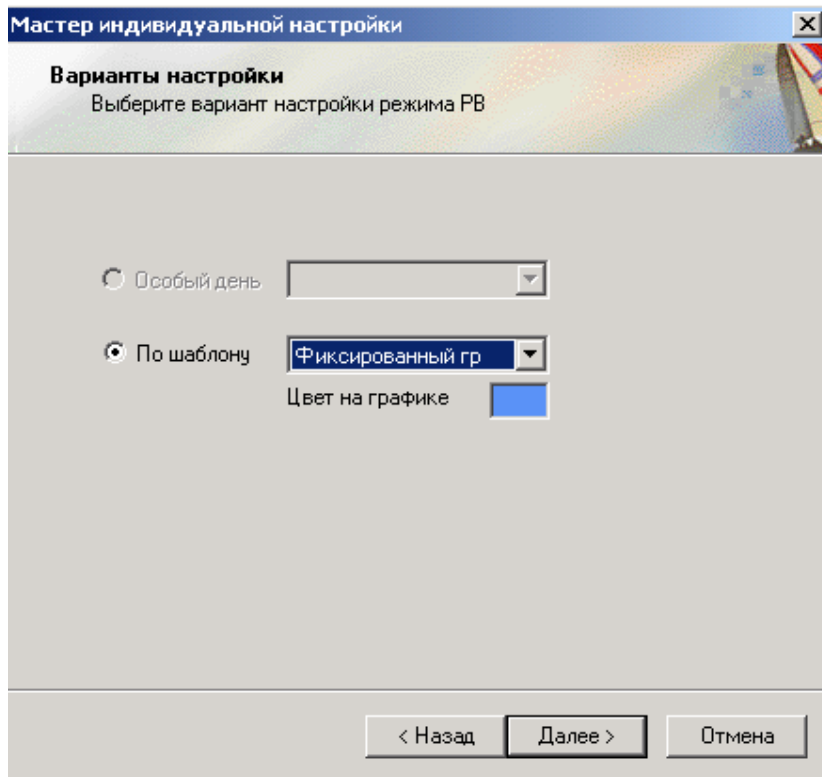 Мастер индивидуальной настройки
Варианты настройки
Выберите вариант настройки режима РВ
Особый день
По шаблону Фиксированный гр
Цвет на графике
< Назад Далее > Отмена